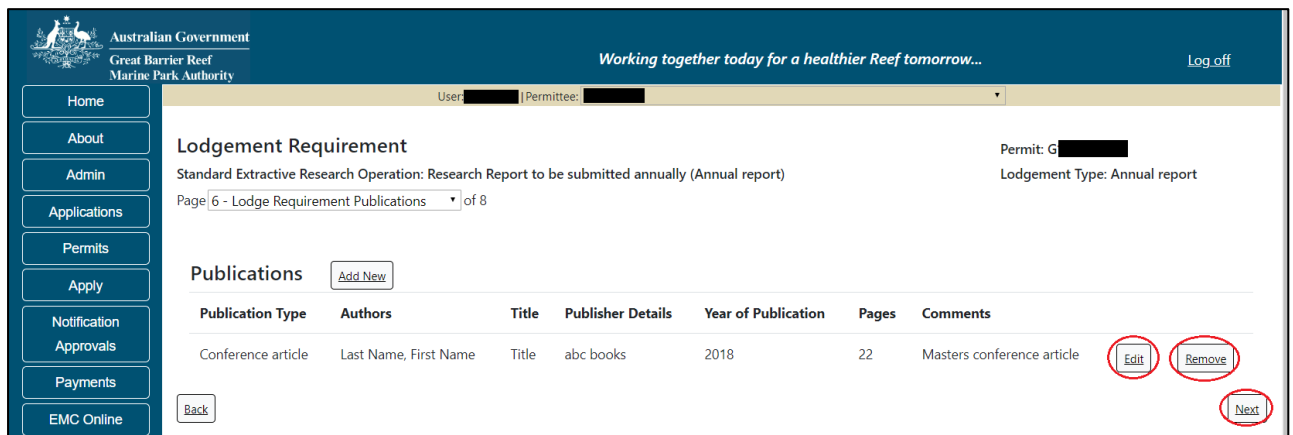 Australian Government
Great Barrier Reef
Marine Park Authority
Working together today for a healthier Reef tomorrow...
Log off
User: | Permittee:
Home
About
Admin
Applications
Permits
Apply
Notification
Approvals
Payments
EMC Online
Lodgement Requirement
Permit: G
Standard Extractive Research Operation: Research Report to be submitted annually (Annual report)
Lodgement Type: Annual report
Page 6 - Lodge Requirement Publications of 8
Publications Add New
Publication Type Authors Title Publisher Details Year of Publication Pages Comments
Conference article Last Name, First Name Title abc books 2018 22 Masters conference article Edit Remove
Back Next